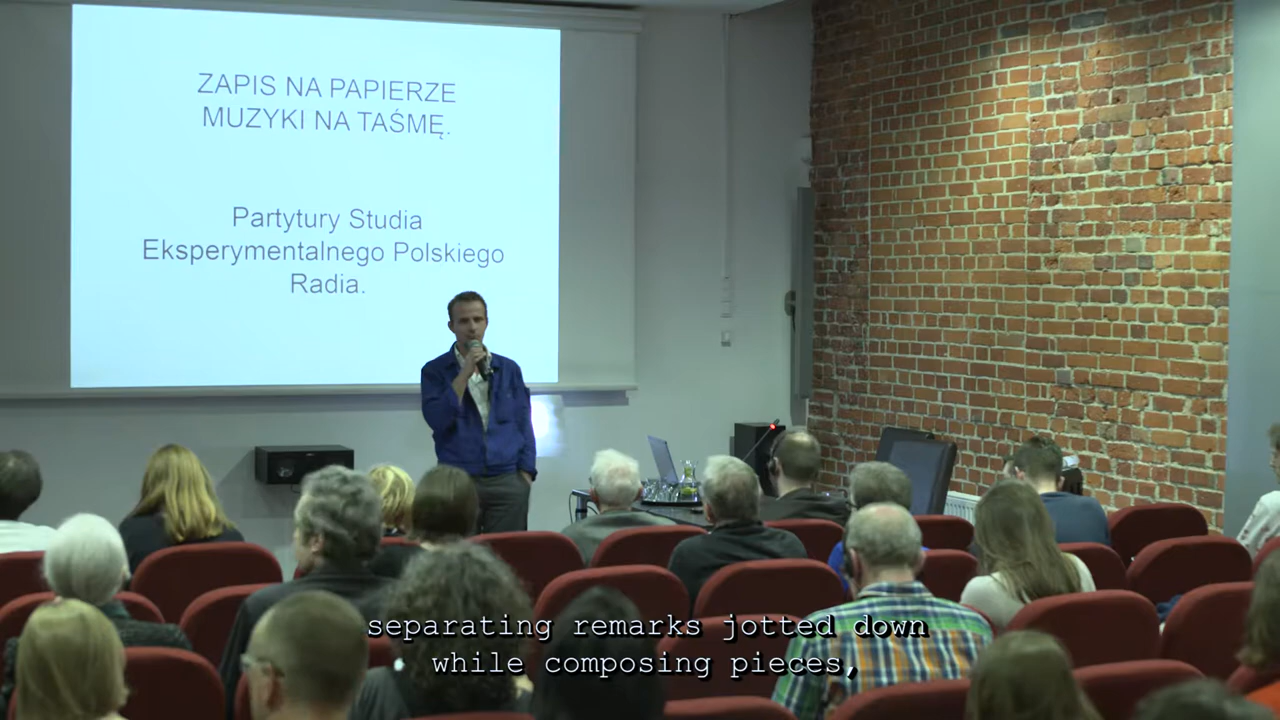 ZAPIS NA PAPIERZE
MUZYKI NA TAŚMĘ.
Partytury Studia
Eksperymentalnego Polskiego
Radia.
separating remarks jotted down
while composing pieces,